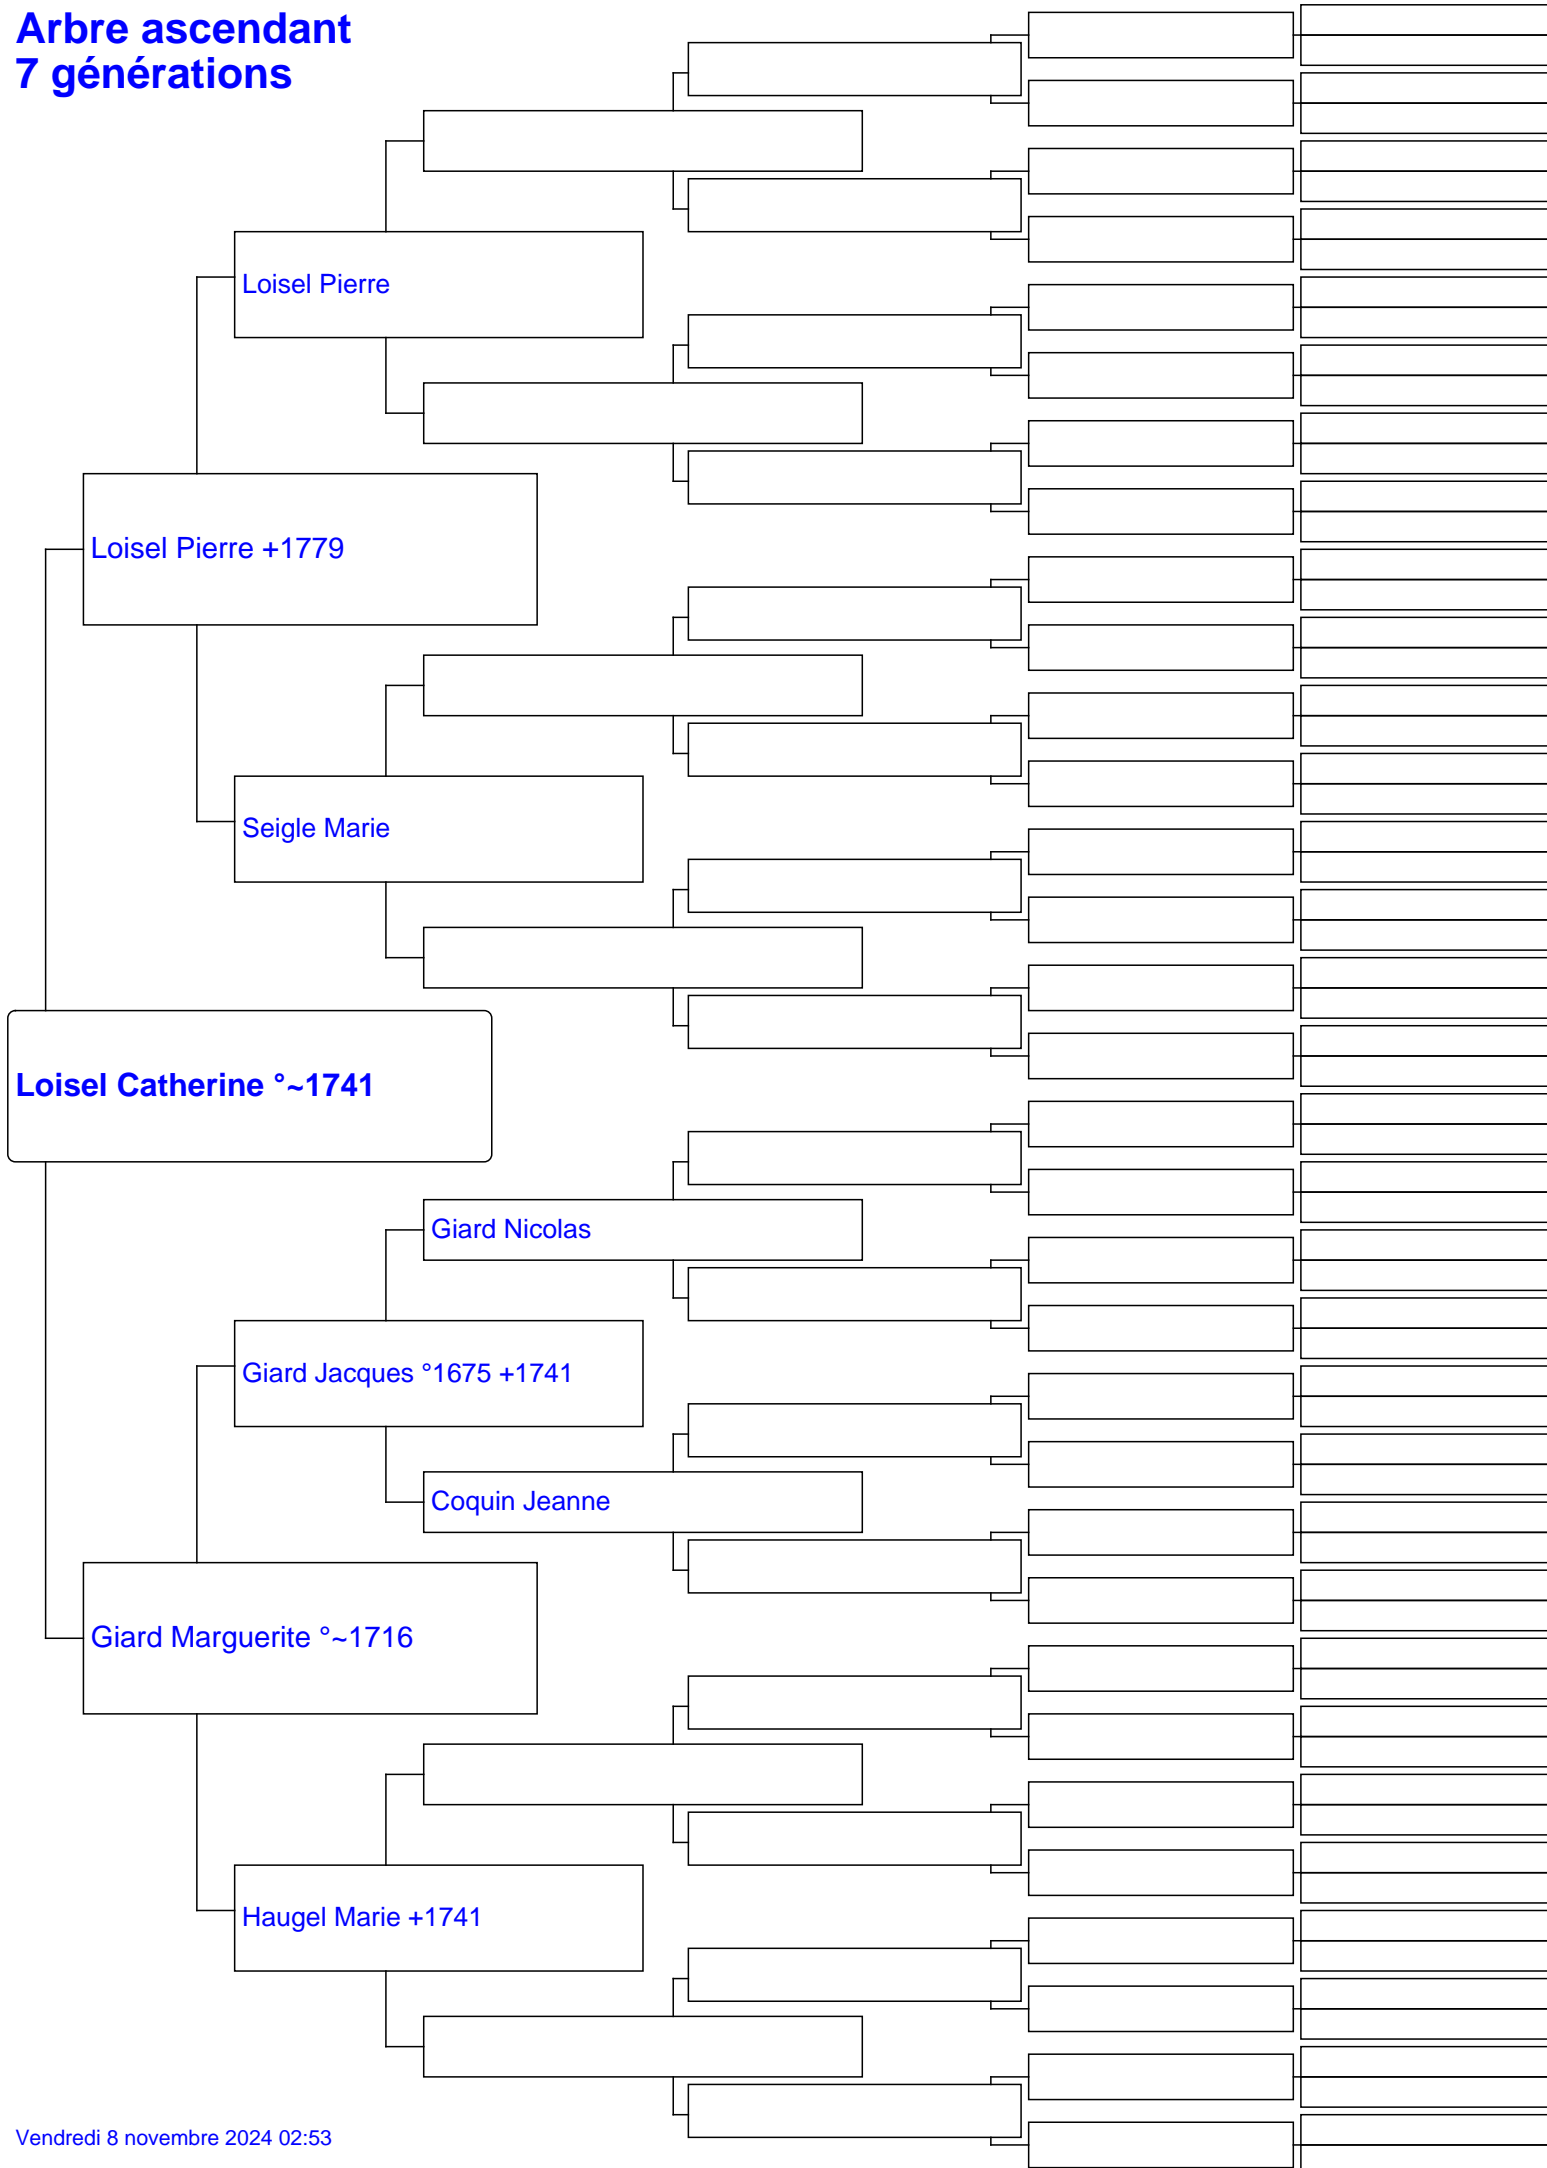 Arbre ascendant
7 générations
Loisel Pierre
Loisel Pierre +1779
Seigle Marie
Loisel Catherine °~1741
Giard Nicolas
Giard Jacques °1675 +1741
Coquin Jeanne
Giard Marguerite °~1716
Haugel Marie +1741
Vendredi 8 novembre 2024 02:53